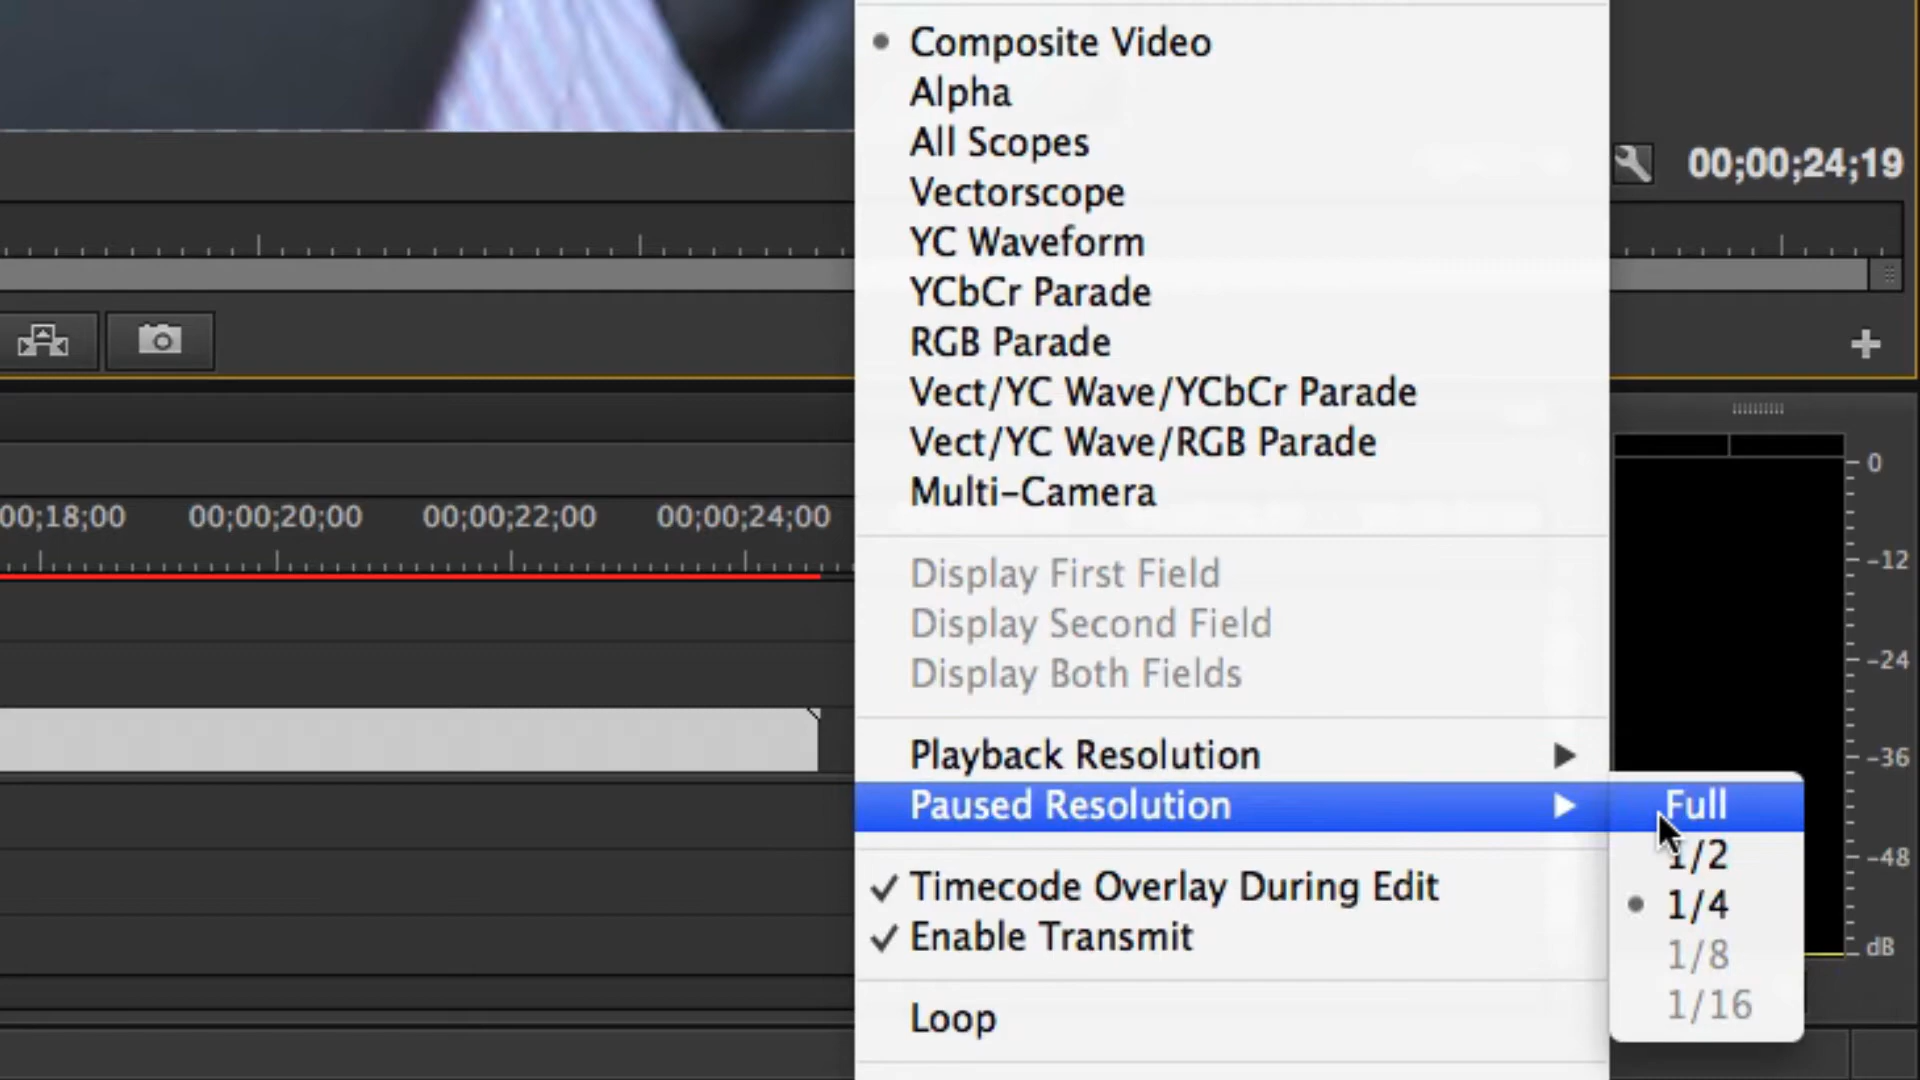 Composite Video
Alpha
All Scopes
Vectorscope
YC Waveform
YCbCr Parade
RGB Parade
Vect/YC Wave/YCbCr Parade
Vect/YC Wave/RGB Parade
Multi-Camera
Display First Field
Display Second Field
Display Both Fields
Playback Resolution
Paused Resolution
Timecode Overlay During Edit
Enable Transmit
Loop
Full
1/2
1/4
1/8
1/16
00;00;24;19
00;18;00 00;00;20;00 00;00;22;00 00;00;24;00
0
-12
-24
-36
-48
dB